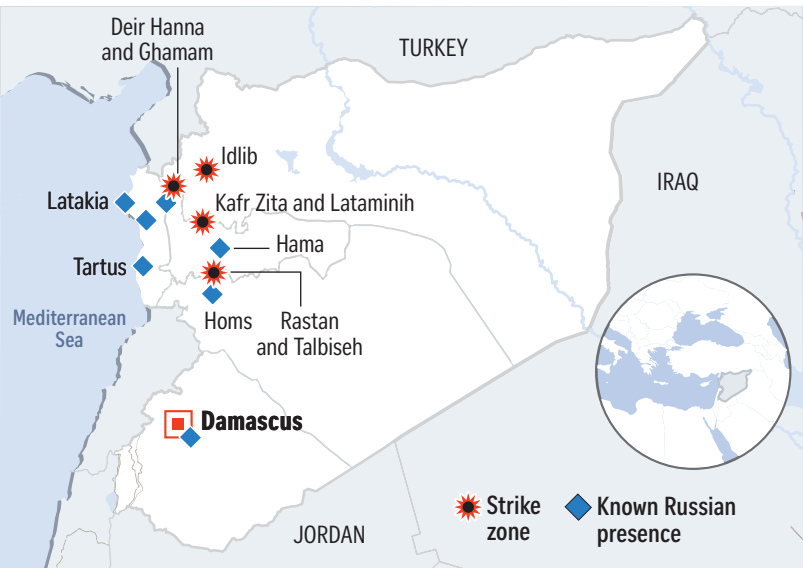 Deir Hanna
and Ghamam
TURKEY
Idlib
IRAQ
Latakia
Kafr Zita and Lataminih
Hama
Tartus
Mediterranean
Sea
Homs
Rastan
and Talbiseh
Damascus
JORDAN
Strike
zone
Known Russian
presence